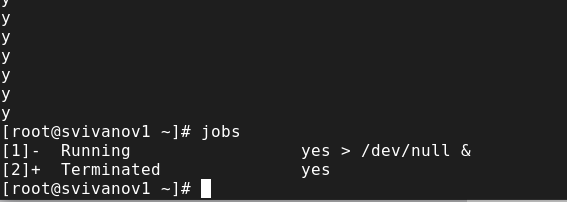 y
y
y
y
y
y
y
[root@svivanov1 ~]# jobs
[1]-  Running                 yes > /dev/null &
[2]+  Terminated              yes
[root@svivanov1 ~]#